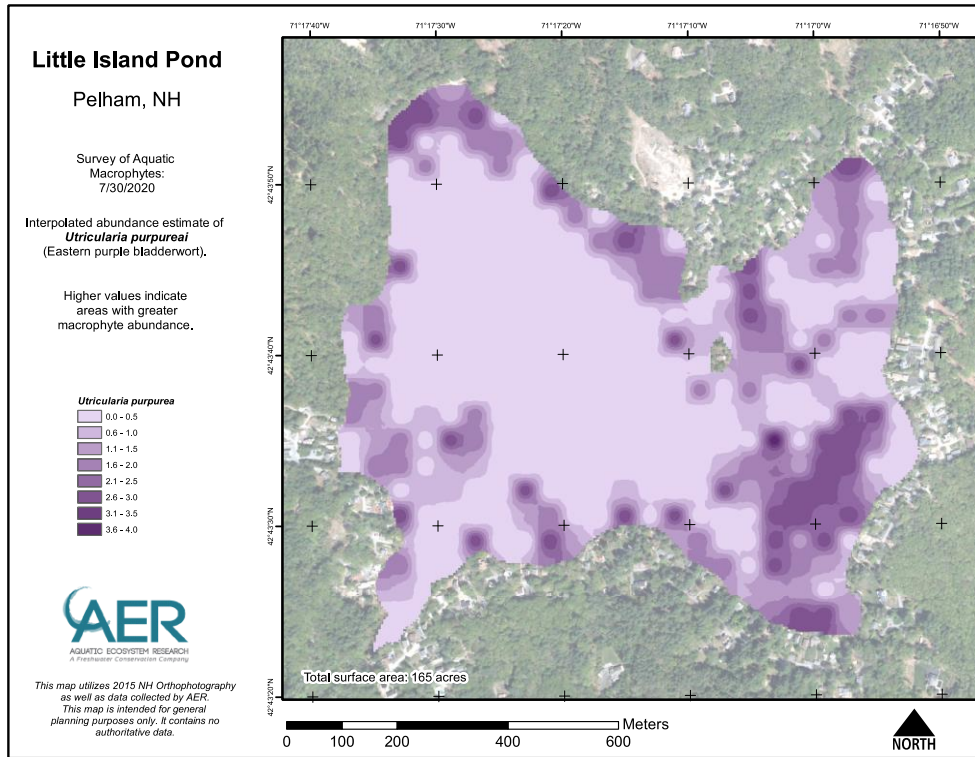 Little Island Pond
Pelham, NH
Survey of Aquatic
Macrophytes:
7/30/2020
Interpolated abundance estimate of
Utricularia purpureai
(Eastern purple bladderwort).
Higher values indicate
areas with greater
macrophyte abundance.
Utricularia purpurea
0.0 - 0.5
0.6 - 1.0
1.1 - 1.5
1.6 - 2.0
2.1 - 2.5
2.6 - 3.0
3.1 - 3.5
3.6 - 4.0
AER
AQUATIC ECOSYSTEM RESEARCH
A Freshwater Conservation Company
This map utilizes 2015 NH Orthophotography
as well as data collected by AER.
This map is intended for general
planning purposes only. It contains no
authoritative data.
71°17'40"W 71°17'30"W 71°17'20"W 71°17'10"W 71°17'0"W 71°16'50"W
42°43'50"N
42°43'40"N
42°43'30"N
42°43'20"N
Total surface area: 165 acres
Meters
0 100 200 400 600
NORTH